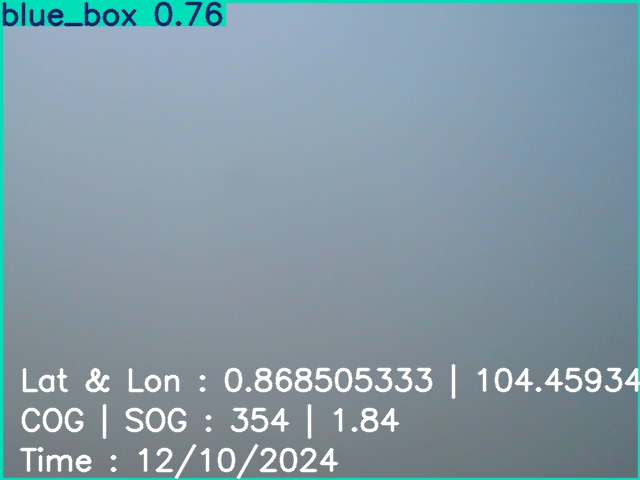 blue_box 0.76
Lat & Lon : 0.868505333 | 104.45934
COG | SOG : 354 | 1.84
Time : 12/10/2024